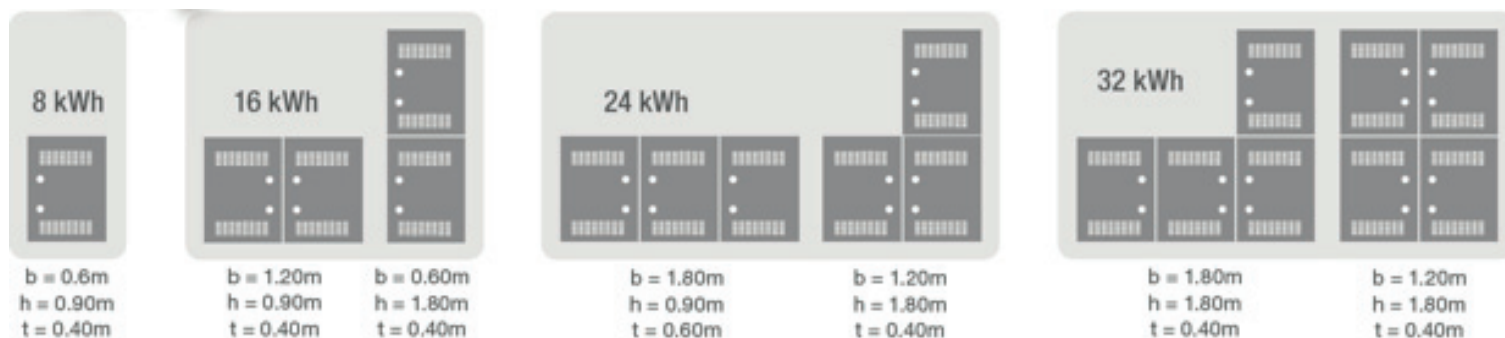 8 kWh
b = 0.6m
h = 0.90m
t = 0.40m
16 kWh
b = 1.20m
h = 0.90m
t = 0.40m
b = 0.60m
h = 1.80m
t = 0.40m
24 kWh
b = 1.80m
h = 0.90m
t = 0.60m
b = 1.20m
h = 1.80m
t = 0.40m
32 kWh
b = 1.80m
h = 1.80m
t = 0.40m
b = 1.20m
h = 1.80m
t = 0.40m